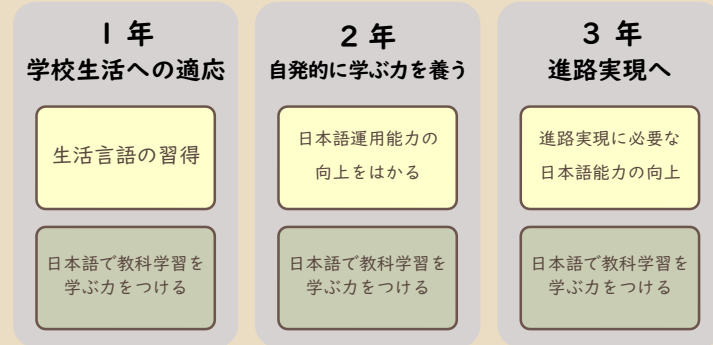 1 年
学校生活への適応
生活言語の習得
日本語で教科学習を
学ぶ力をつける
2 年
自発的に学ぶ力を養う
日本語運用能力の
向上をはかる
日本語で教科学習を
学ぶ力をつける
3 年
進路実現へ
進路実現に必要な
日本語能力の向上
日本語で教科学習を
学ぶ力をつける